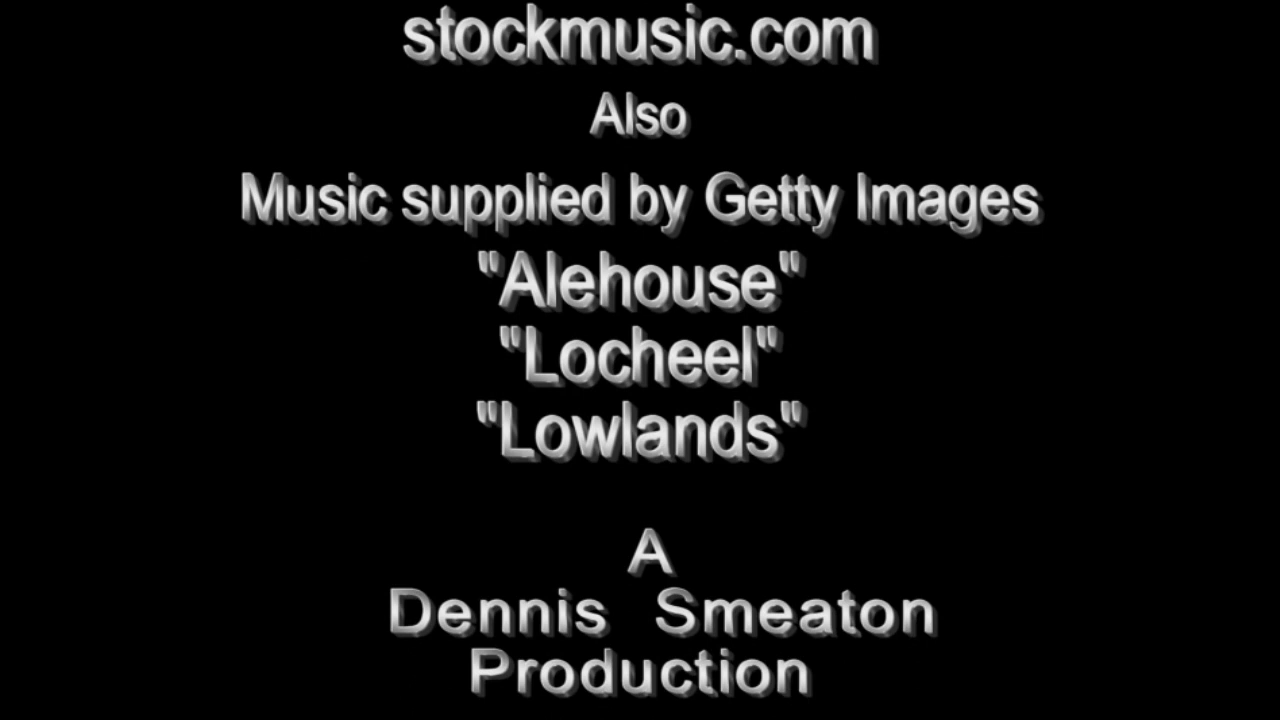 stockmusic.com
Also
Music supplied by Getty Images
"Alehouse"
"Locheel"
"Lowlands"
A
Dennis Smeaton
Production